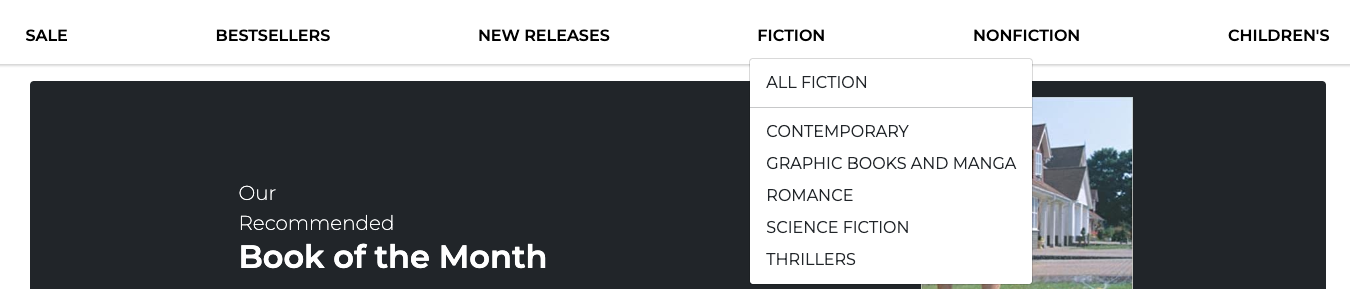 SALE BESTSELLERS NEW RELEASES FICTION NONFICTION CHILDREN'S
ALL FICTION
CONTEMPORARY
GRAPHIC BOOKS AND MANGA
ROMANCE
SCIENCE FICTION
THRILLERS
Our
Recommended
Book of the Month